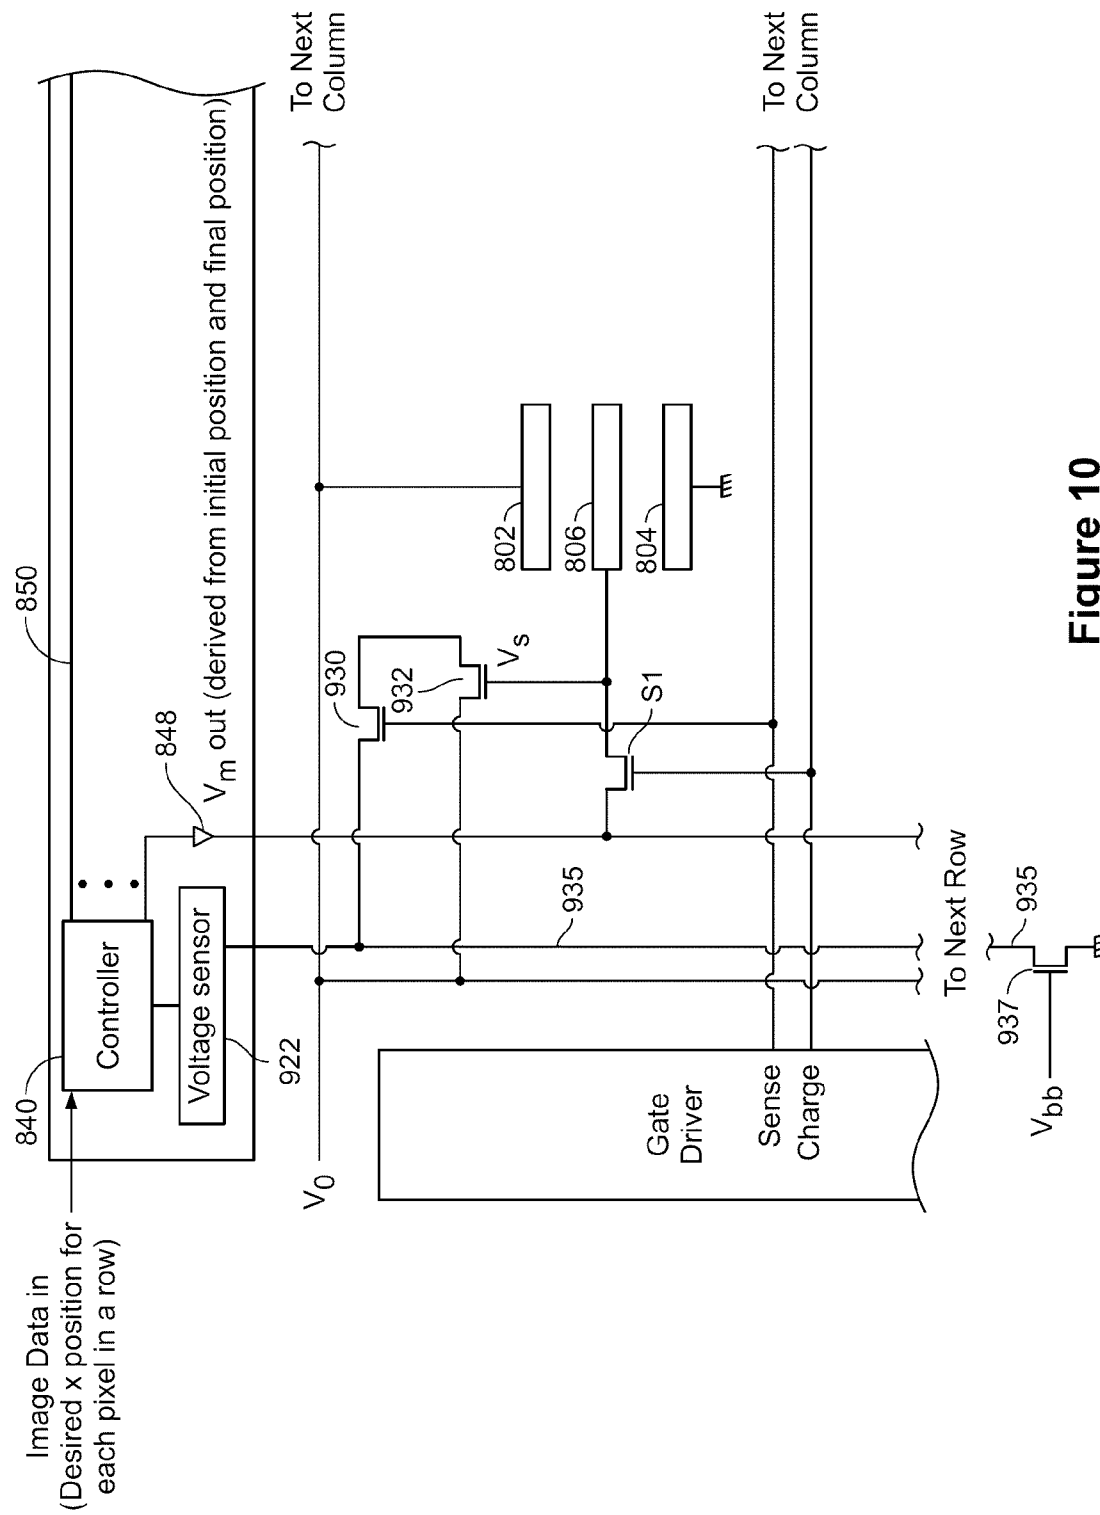 Image Data in
(Desired x position for
each pixel in a row)
840
Controller
Voltage sensor
922
850
848
Vm out (derived from initial position and final position)
V0
To Next
Column
930
932
Vs
802
806
804
S1
935
Gate
Driver
Sense
Charge
To Next
Column
To Next Row
935
937
Vbb
Figure 10